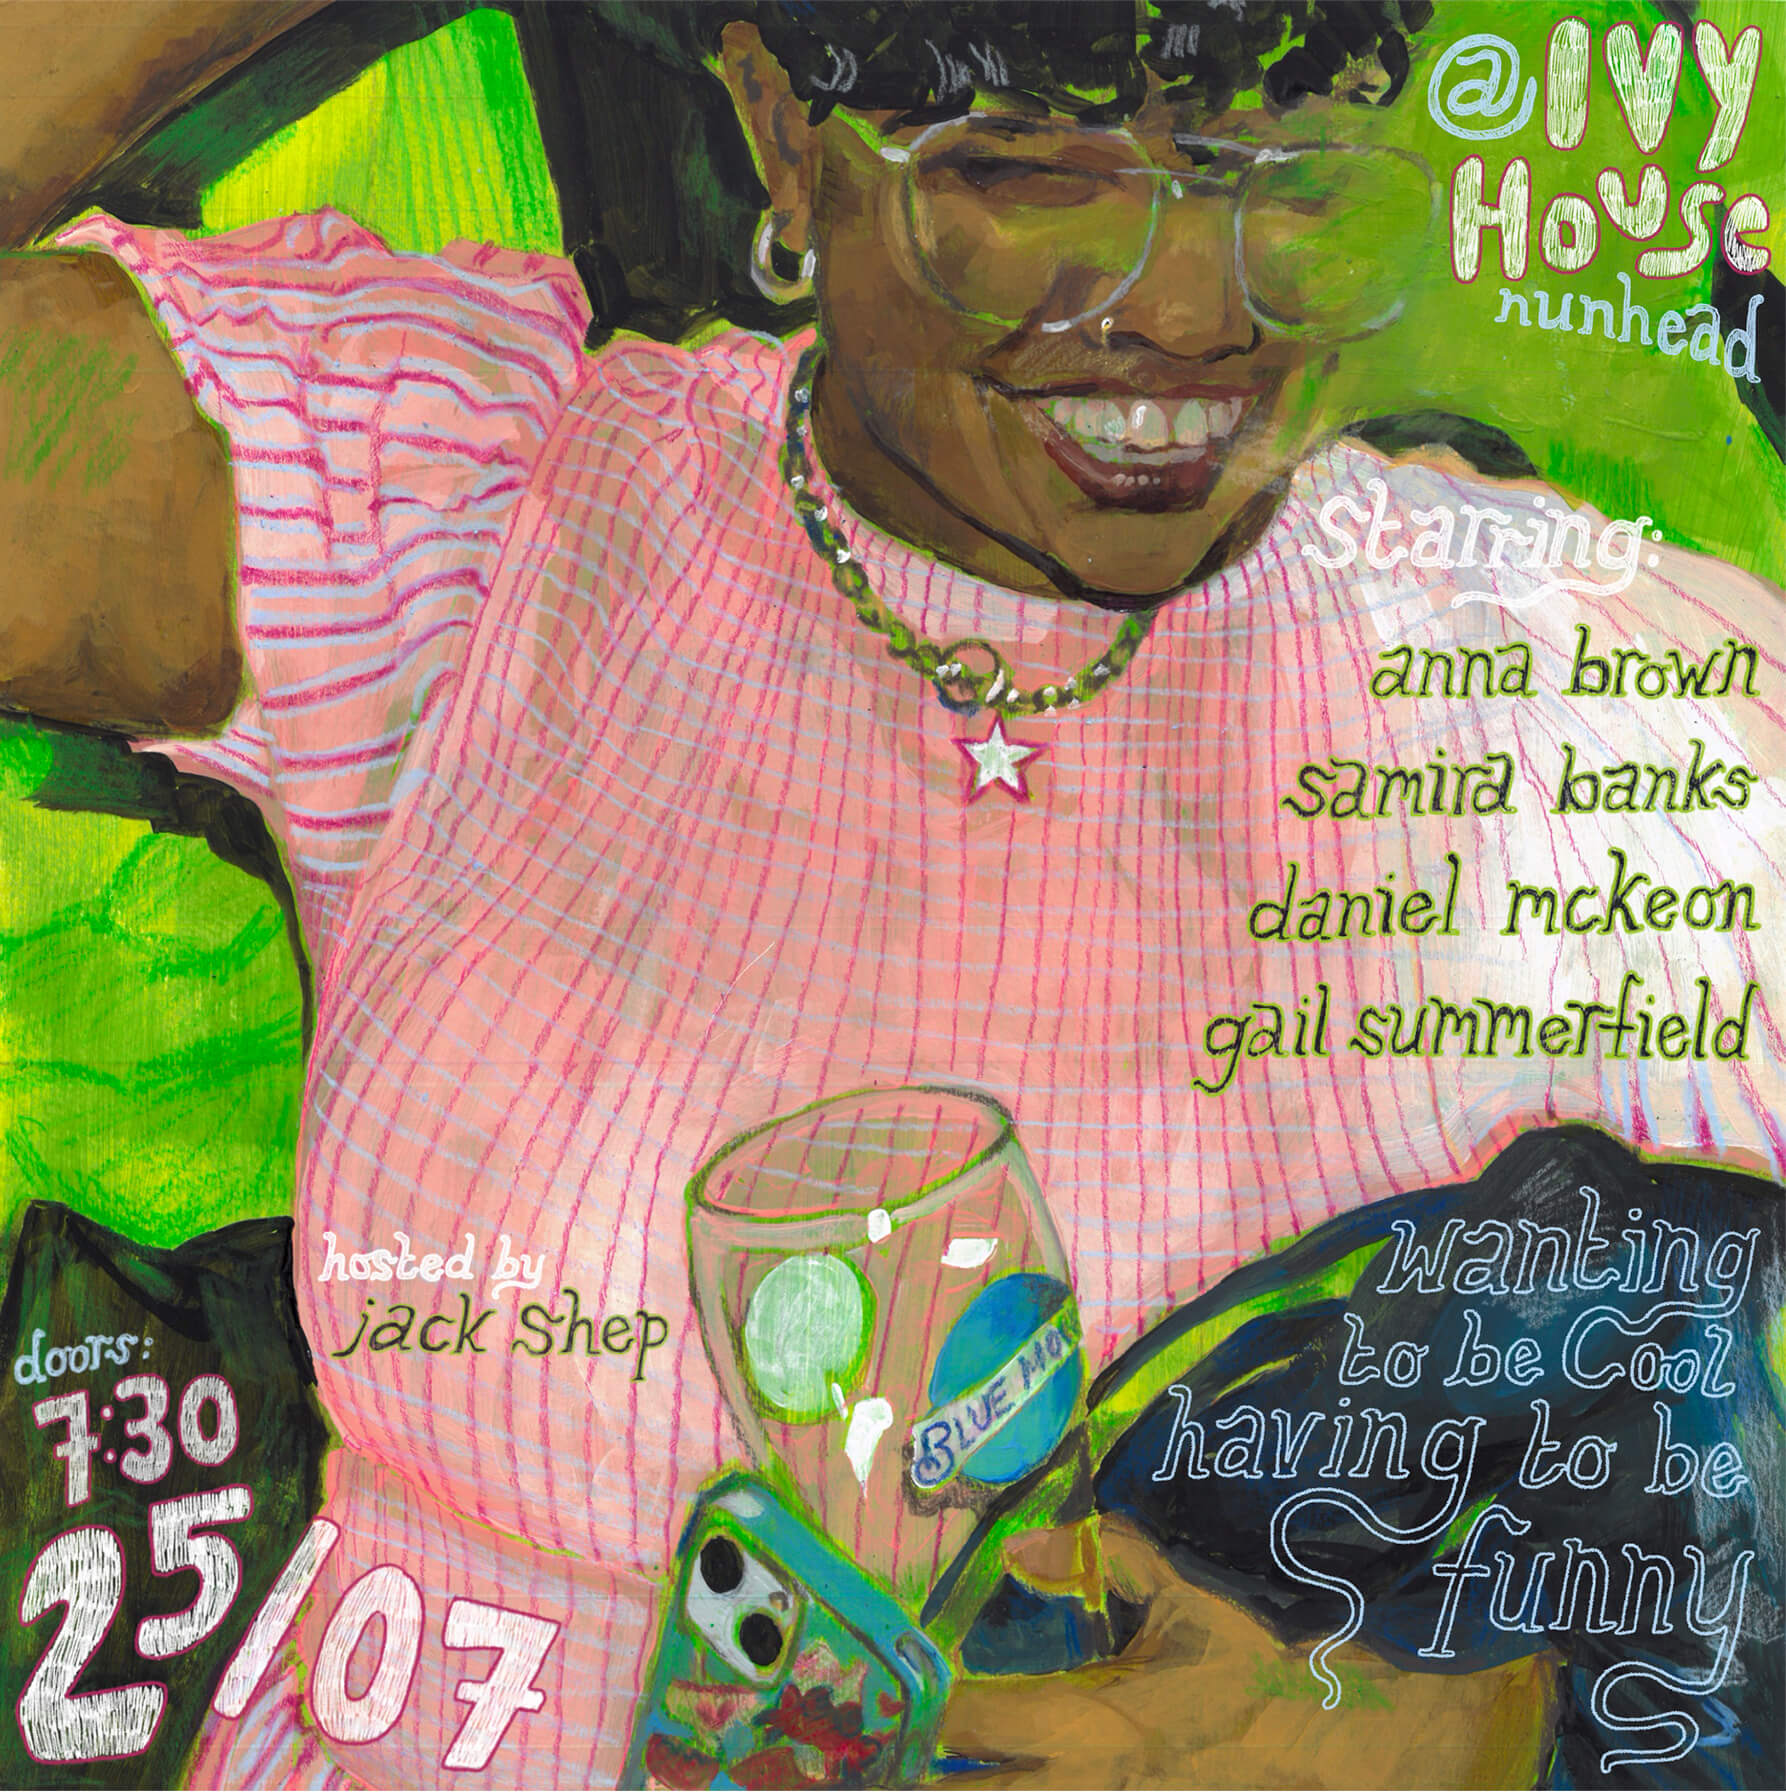 @Ivy
House
nunhead
Starring:
anna brown
samira banks
daniel mckeon
gail summerfield
hosted by
jack shep
BLUE MO
doors:
7:30
25/07
wanting
to be Cool
having to be
funny